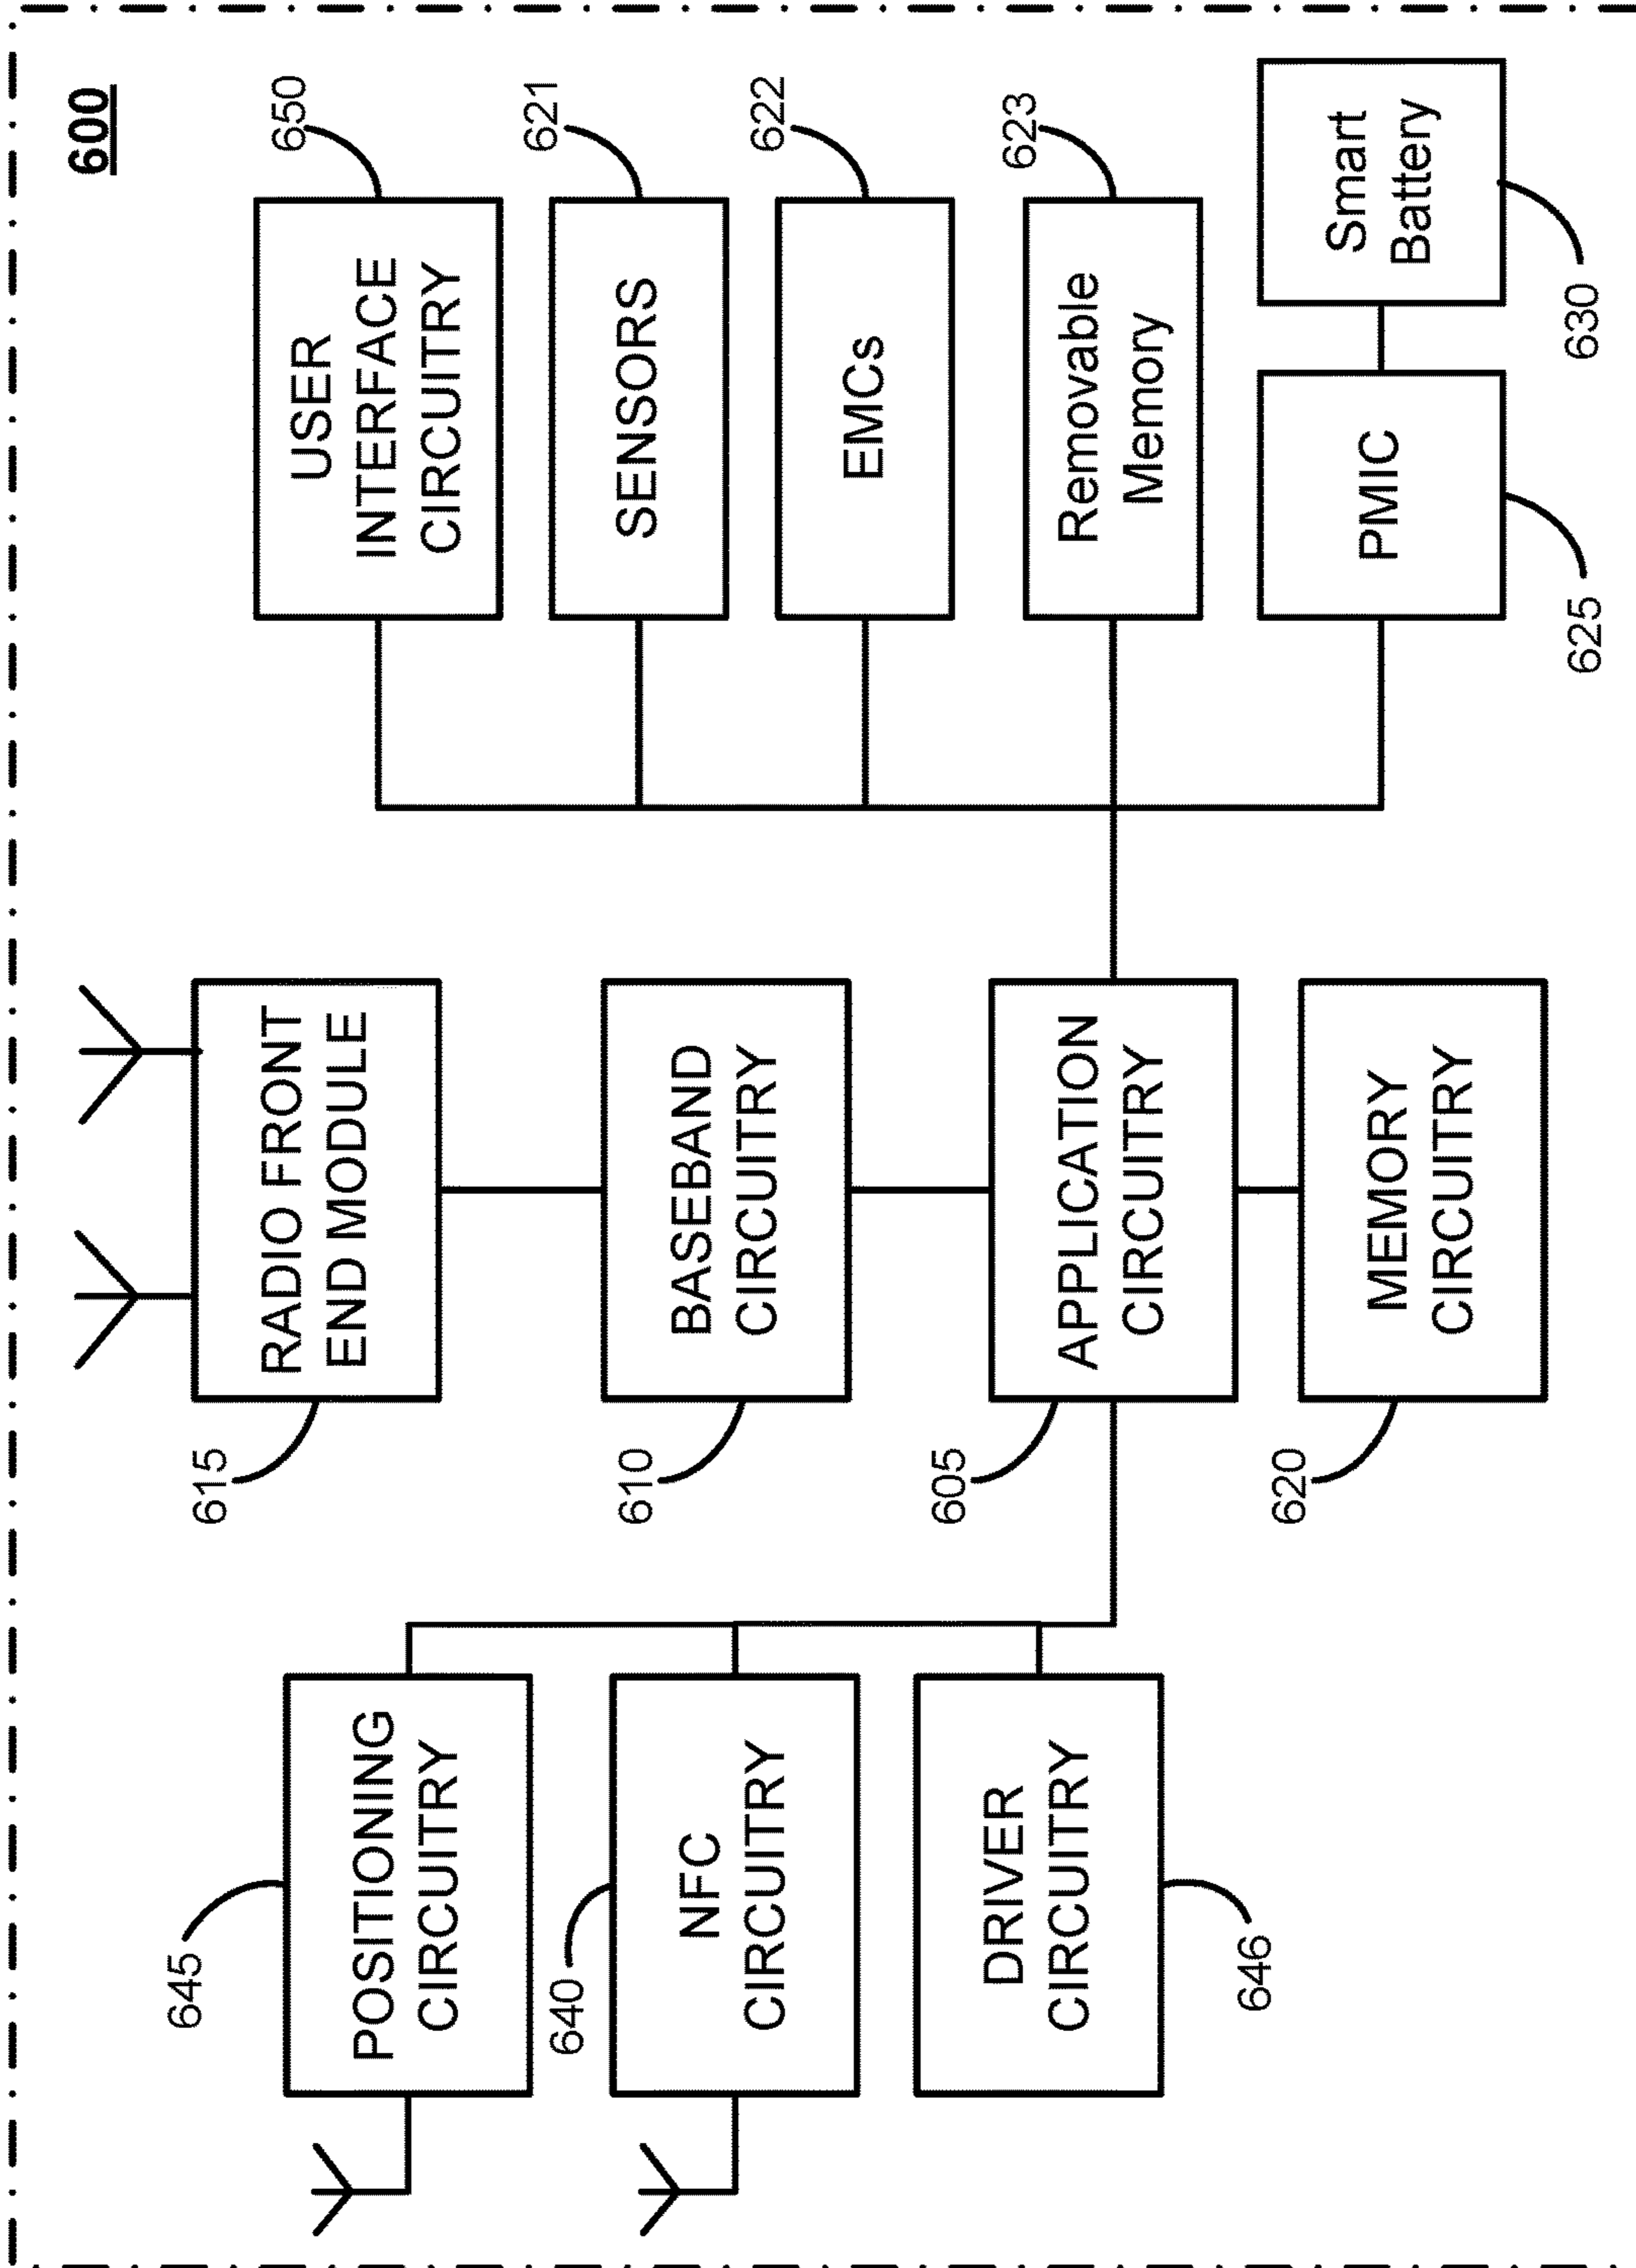 600
645
POSITIONING
CIRCUITRY
640
NFC
CIRCUITRY
DRIVER
CIRCUITRY
646
615
RADIO FRONT
END MODULE
610
BASEBAND
CIRCUITRY
605
APPLICATION
CIRCUITRY
620
MEMORY
CIRCUITRY
650
USER
INTERFACE
CIRCUITRY
621
SENSORS
622
EMCs
623
Removable
Memory
PMIC
625
Smart
Battery
630